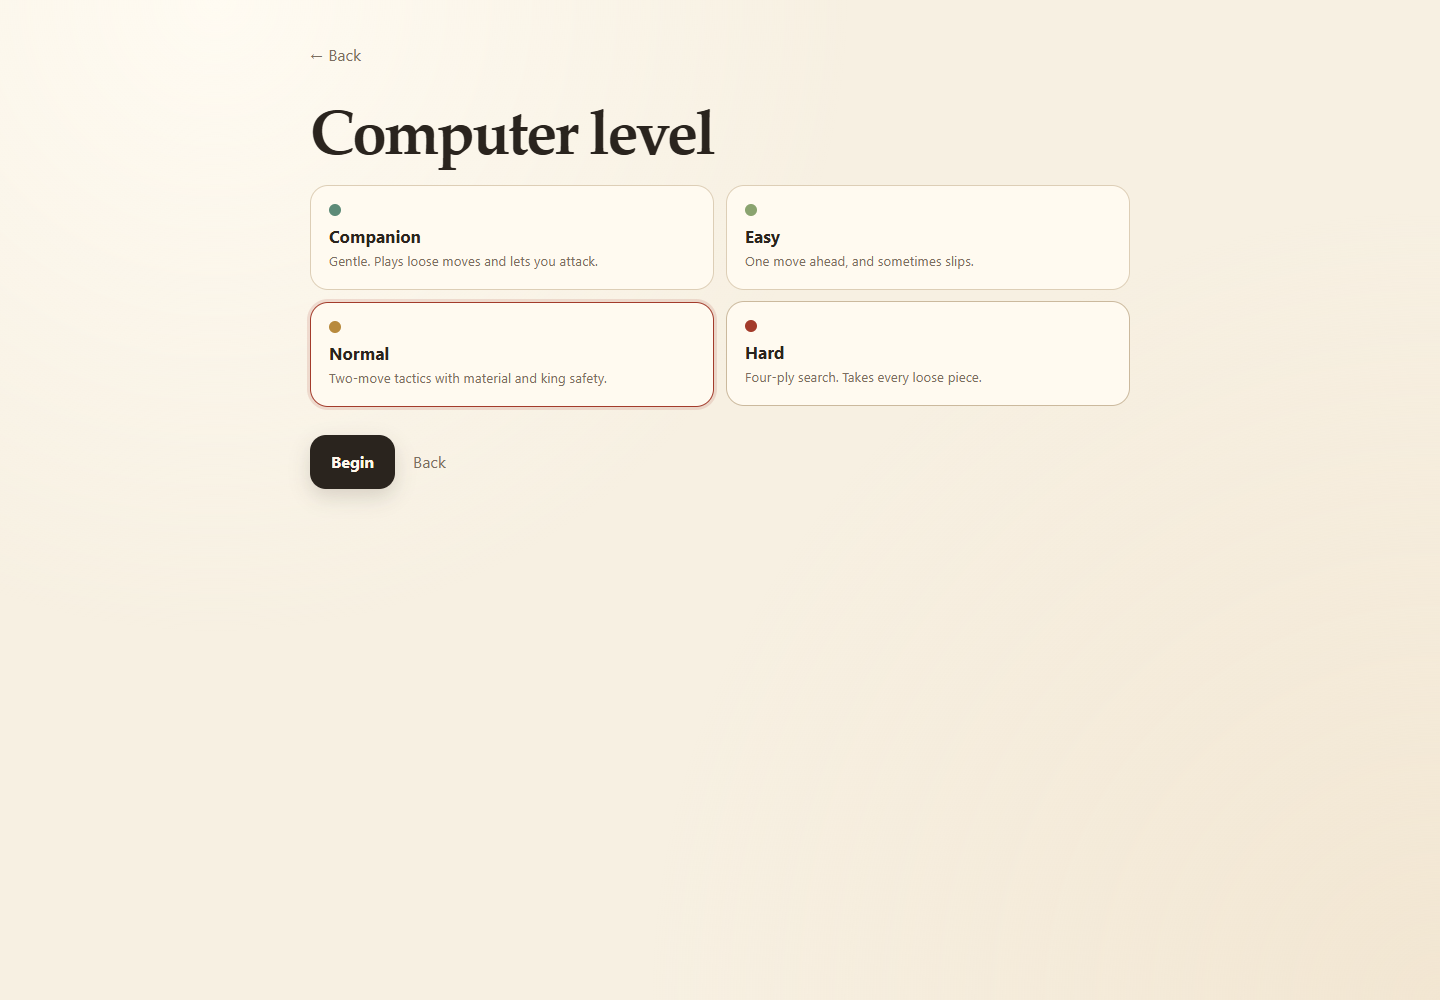 ← Back
Computer level
Companion
Gentle. Plays loose moves and lets you attack.
Easy
One move ahead, and sometimes slips.
Normal
Two-move tactics with material and king safety.
Hard
Four-ply search. Takes every loose piece.
Begin
Back